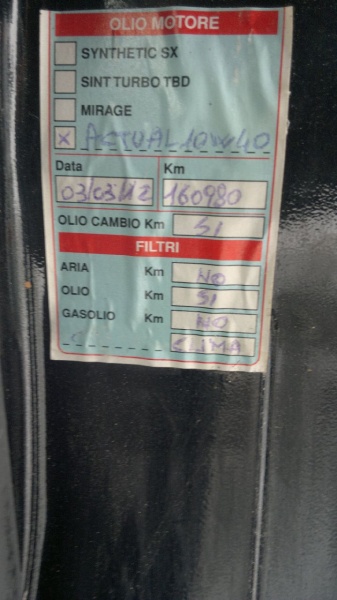 OLIO MOTORE
SYNTHETIC SX
SINT TURBO TBD
MIRAGE
X ACTUAL 10W40
Data Km
03/03/12 160980
OLIO CAMBIO Km SI
FILTRI
ARIA Km NO
OLIO Km SI
GASOLIO Km NO
CLIMA